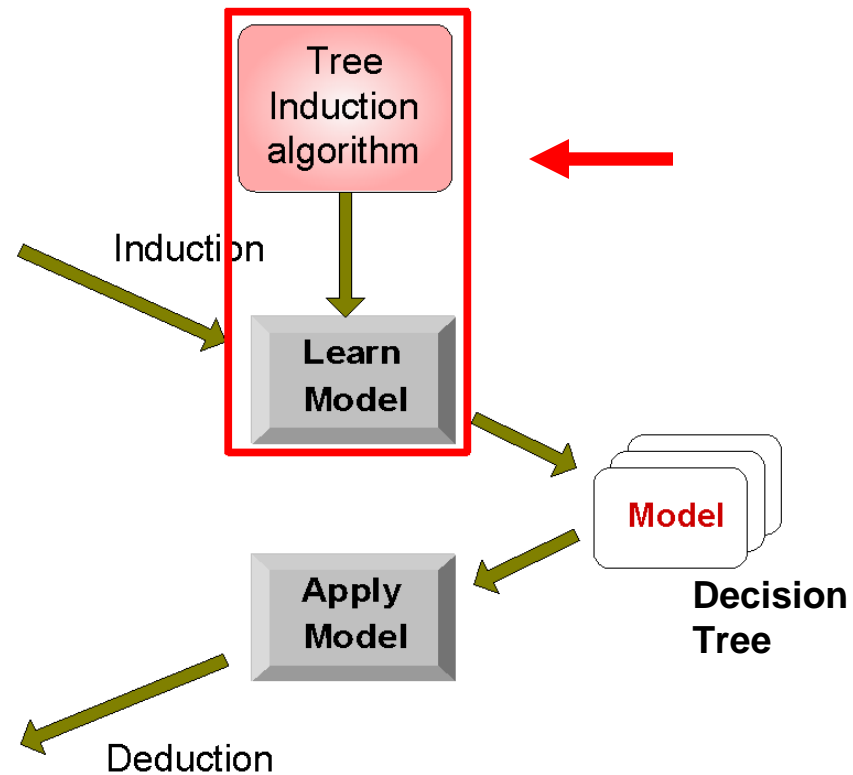 Tree
Induction
algorithm
Induction
Learn
Model
Model
Decision
Tree
Apply
Model
Deduction